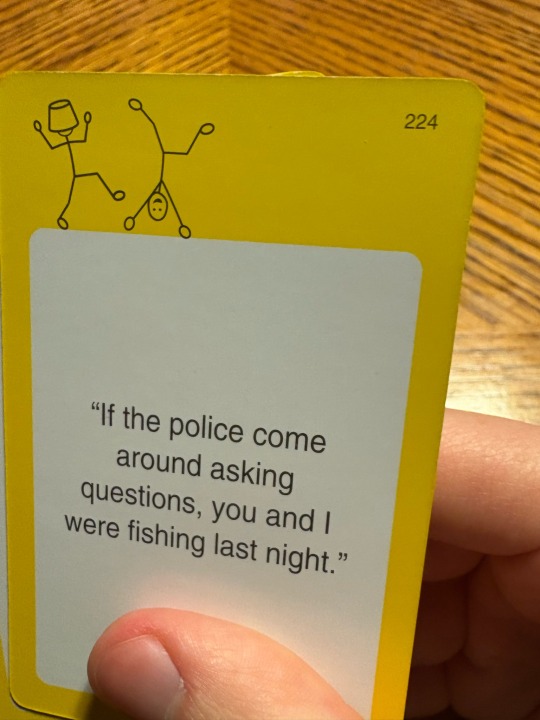 224
“If the police come
around asking
questions, you and I
were fishing last night.”